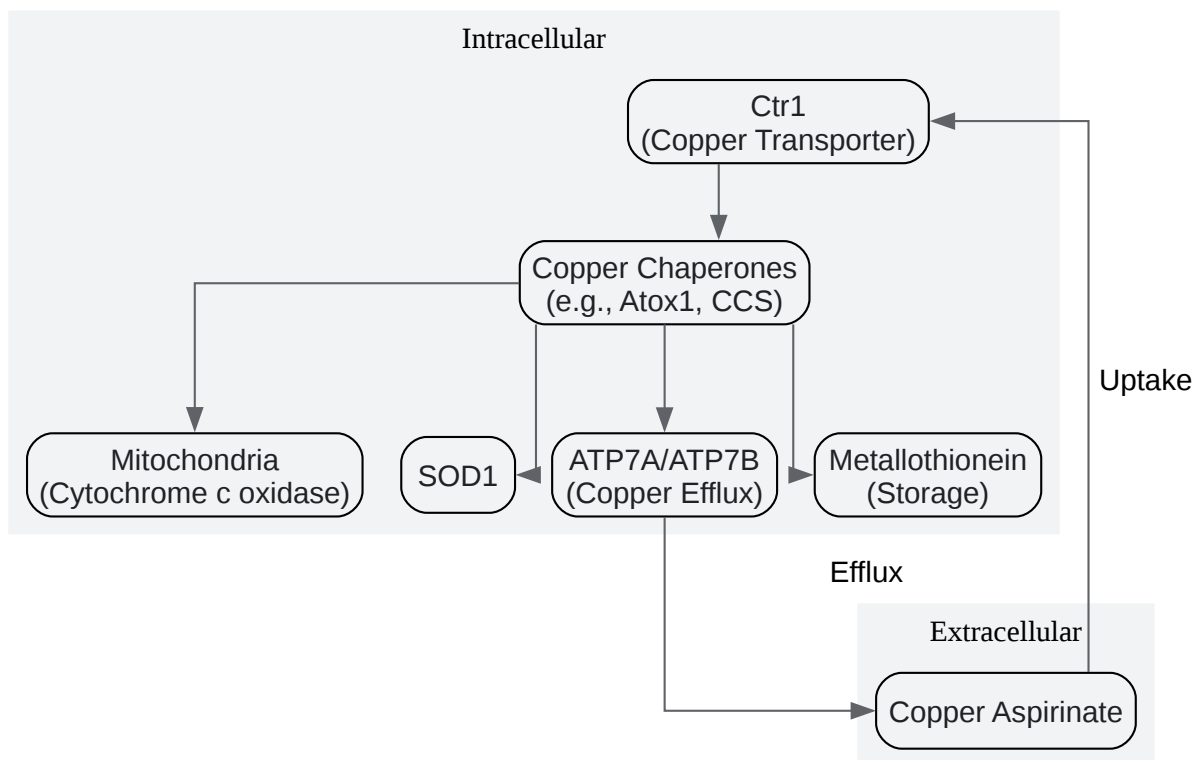 Intracellular
Ctr1
(Copper Transporter)
Copper Chaperones
(e.g., Atox1, CCS)
Uptake
Mitochondria
(Cytochrome c oxidase)
SOD1
ATP7A/ATP7B
(Copper Efflux)
Metallothionein
(Storage)
Efflux
Extracellular
Copper Aspirinate